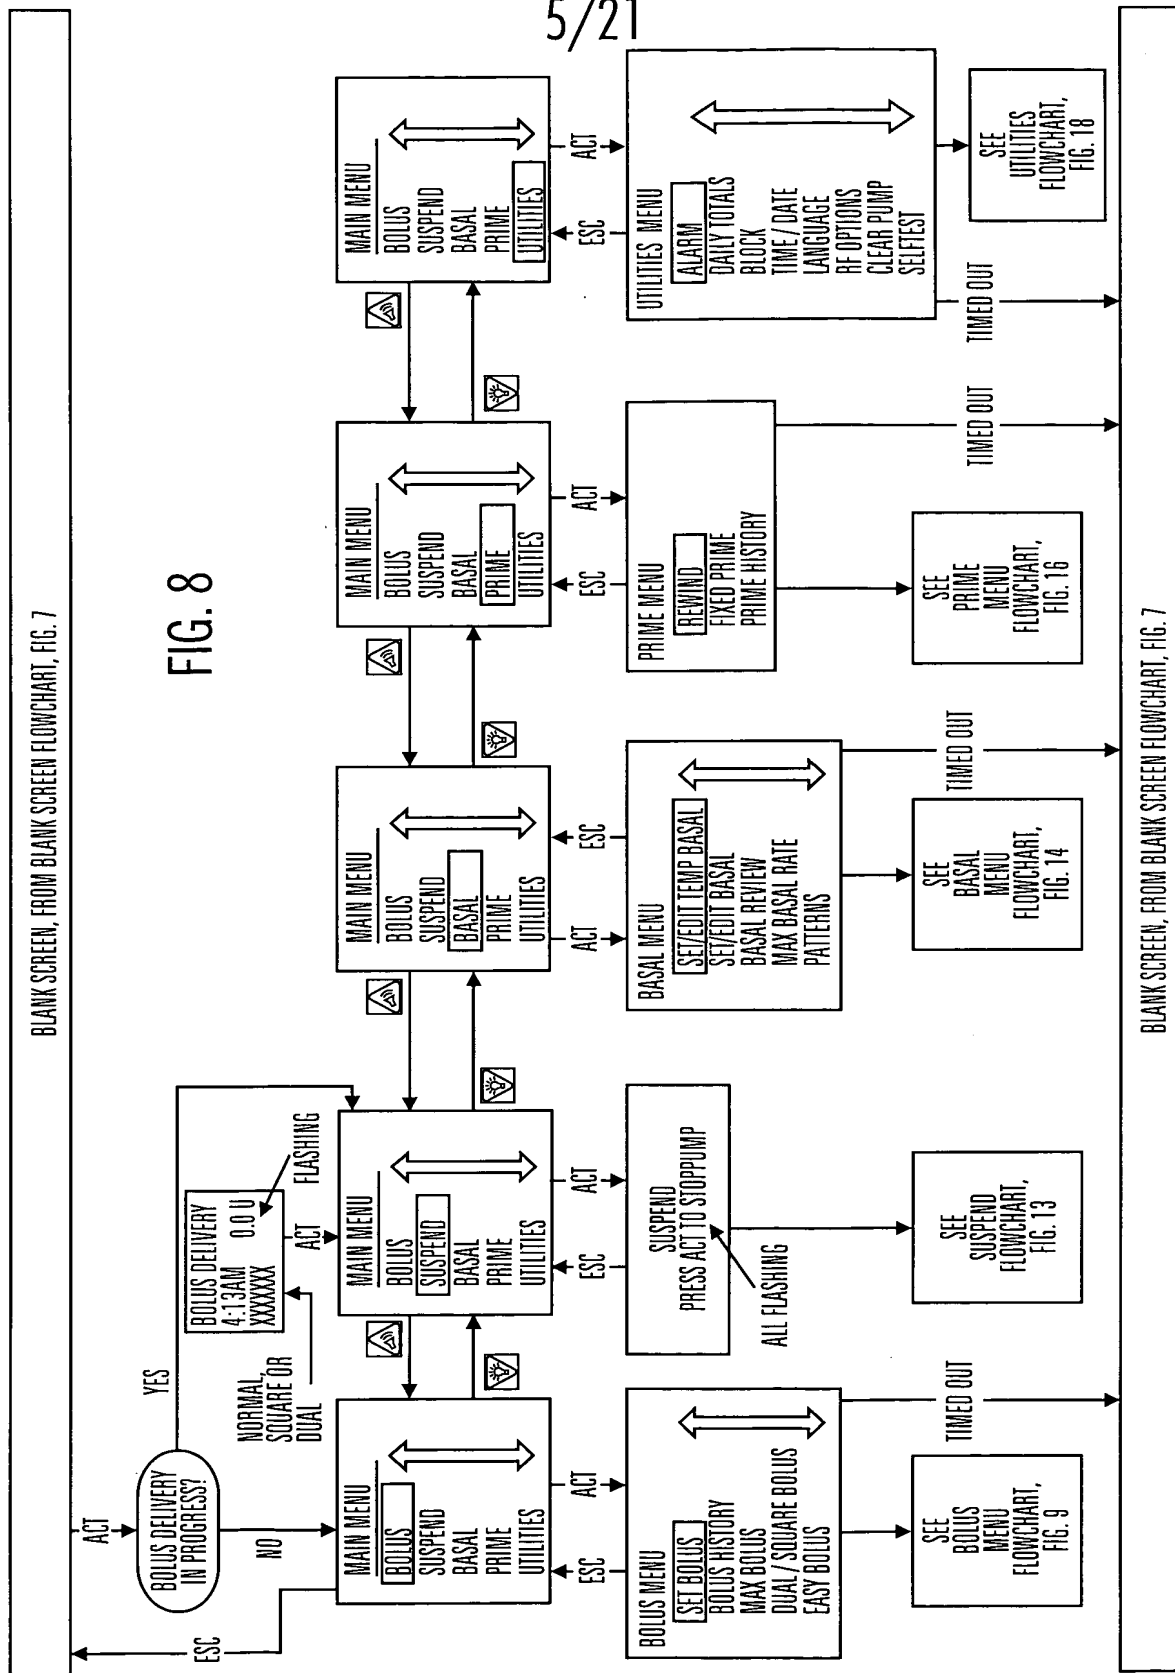 5/21
BLANK SCREEN, FROM BLANK SCREEN FLOWCHART, FIG. 7
FIG. 8
ACT
ESC
BOLUS DELIVERY
IN PROGRESS?
YES
NO
BOLUS DELIVERY
4:13AM 0.0 U
XXXXXX
FLASHING
NORMAL,
SQUARE OR
DUAL
ACT
MAIN MENU
BOLUS
SUSPEND
BASAL
PRIME
UTILITIES
MAIN MENU
BOLUS
SUSPEND
BASAL
PRIME
UTILITIES
MAIN MENU
BOLUS
SUSPEND
BASAL
PRIME
UTILITIES
MAIN MENU
BOLUS
SUSPEND
BASAL
PRIME
UTILITIES
MAIN MENU
BOLUS
SUSPEND
BASAL
PRIME
UTILITIES
ESC
ACT
ESC
ACT
ACT
ESC
ESC
ACT
ESC
ACT
BOLUS MENU
SET BOLUS
BOLUS HISTORY
MAX BOLUS
DUAL / SQUARE BOLUS
EASY BOLUS
SUSPEND
PRESS ACT TO STOPPUMP
ALL FLASHING
BASAL MENU
SET/EDIT TEMP BASAL
SET/EDIT BASAL
BASAL REVIEW
MAX BASAL RATE
PATTERNS
PRIME MENU
REWIND
FIXED PRIME
PRIME HISTORY
UTILITIES MENU
ALARM
DAILY TOTALS
BLOCK
TIME / DATE
LANGUAGE
RF OPTIONS
CLEAR PUMP
SELFTEST
SEE
BOLUS
MENU
FLOWCHART,
FIG. 9
TIMED OUT
SEE
SUSPEND
FLOWCHART,
FIG. 13
SEE
BASAL
MENU
FLOWCHART,
FIG. 14
TIMED OUT
SEE
PRIME
MENU
FLOWCHART,
FIG. 16
TIMED OUT
TIMED OUT
SEE
UTILITIES
FLOWCHART,
FIG. 18
BLANK SCREEN, FROM BLANK SCREEN FLOWCHART, FIG. 7